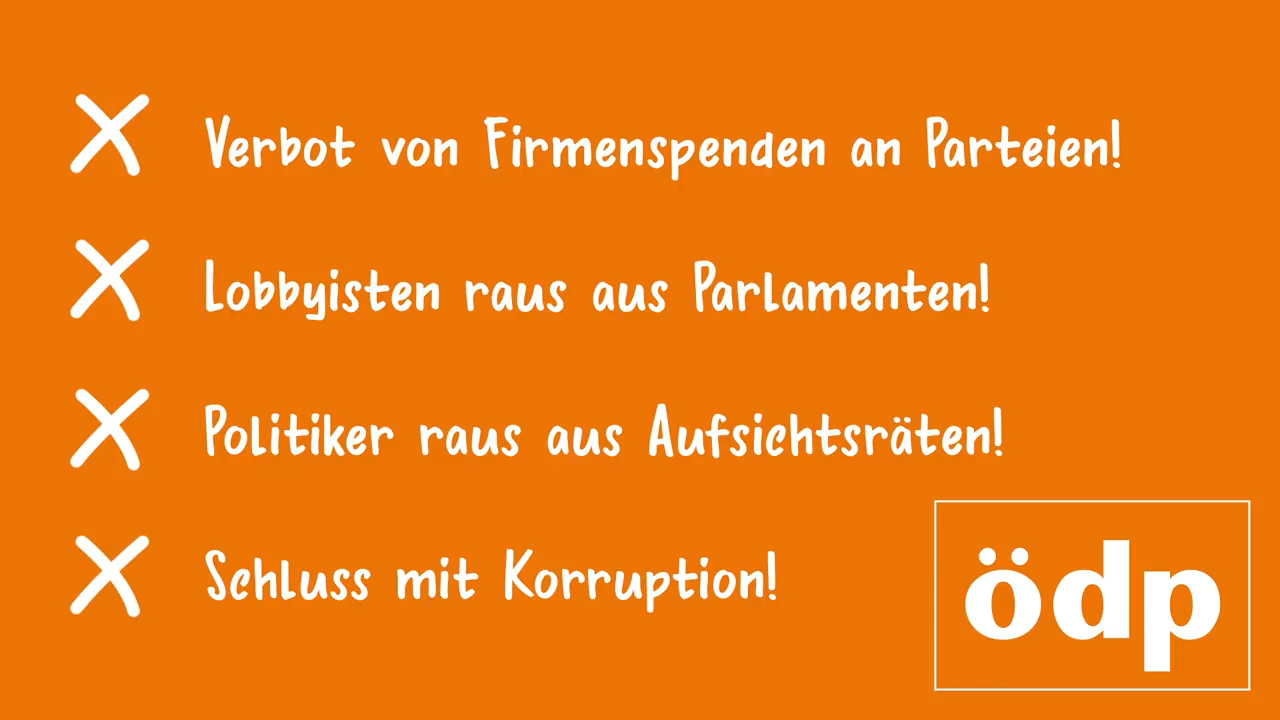 Verbot von Firmenspenden an Parteien!
Lobbyisten raus aus Parlamenten!
Politiker raus aus Aufsichtsräten!
Schluss mit Korruption!
ödp